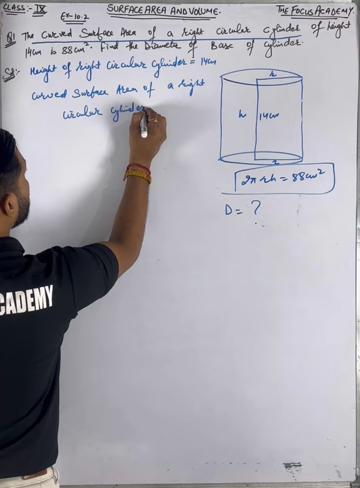 CLASS:- IX
SURFACE AREA AND VOLUME.
THE FOCUS ACADEMY
Ex-10.2
Q1 The Curved Surface Area of a right Circular Cylinder of height
14cm is 88cm². Find the Diameter of Base of Cylinder.
Sol: Height of right Circular Cylinder = 14cm
Curved Surface Area of a right
Circular Cylinder
r
h
14cm
r
2πrh = 88cm²
D = ?
ACADEMY